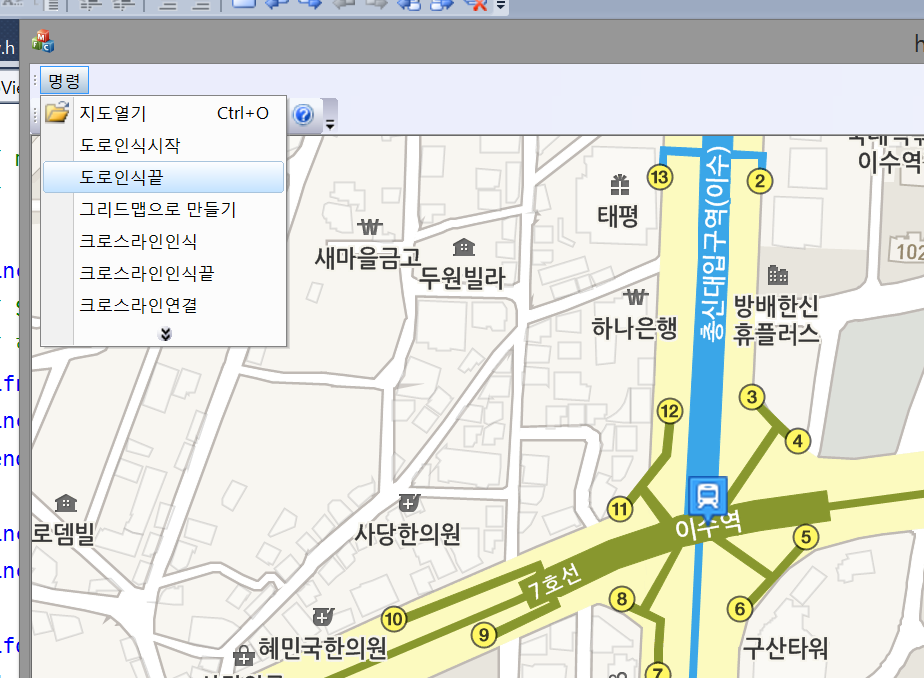 .h
h
Vie
명령
지도열기 Ctrl+O
도로인식시작
도로인식끝
그리드맵으로 만들기
크로스라인인식
크로스라인인식끝
크로스라인연결
13
2
이수역
총신대입구역(이수)
태평
새마을금고
두원빌라
102
하나은행
방배한신
휴플러스
3
12
4
11
이수역
로뎀빌
사당한의원
5
7호선
8
6
10
9
혜민국한의원
구산타워
7